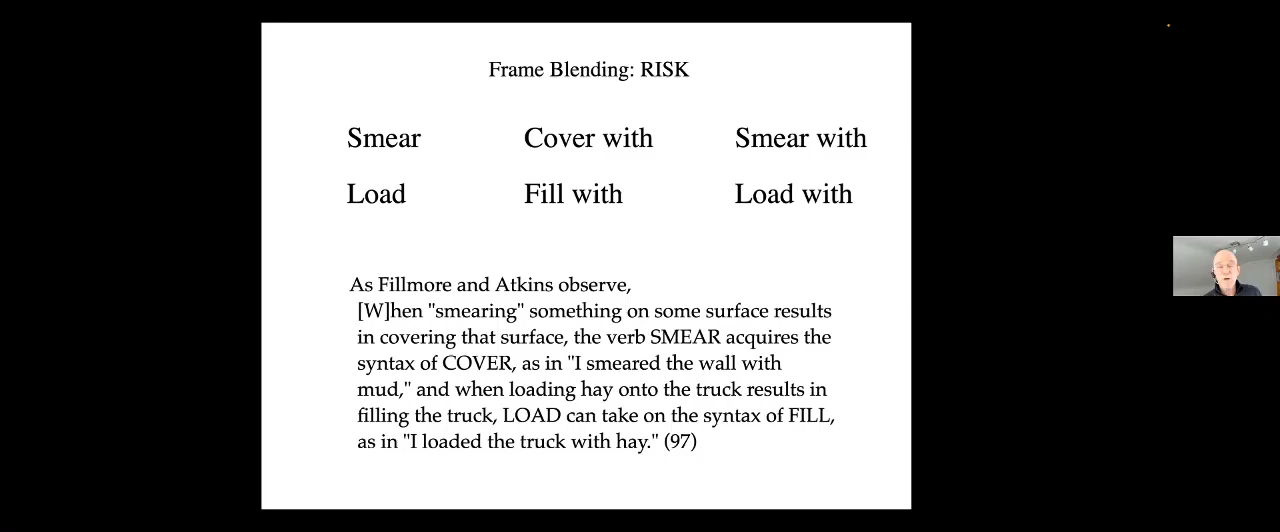 Frame Blending: RISK
Smear Cover with Smear with
Load Fill with Load with
As Fillmore and Atkins observe,
[W]hen "smearing" something on some surface results
in covering that surface, the verb SMEAR acquires the
syntax of COVER, as in "I smeared the wall with
mud," and when loading hay onto the truck results in
filling the truck, LOAD can take on the syntax of FILL,
as in "I loaded the truck with hay." (97)